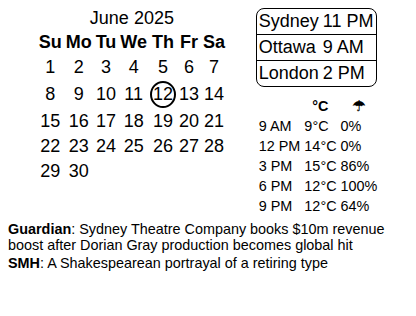 June 2025
Su Mo Tu We Th Fr Sa
1 2 3 4 5 6 7
8 9 10 11 12 13 14
15 16 17 18 19 20 21
22 23 24 25 26 27 28
29 30
Sydney 11 PM
Ottawa 9 AM
London 2 PM
°C ☂
9 AM 9°C 0%
12 PM 14°C 0%
3 PM 15°C 86%
6 PM 12°C 100%
9 PM 12°C 64%
Guardian: Sydney Theatre Company books $10m revenue
boost after Dorian Gray production becomes global hit
SMH: A Shakespearean portrayal of a retiring type